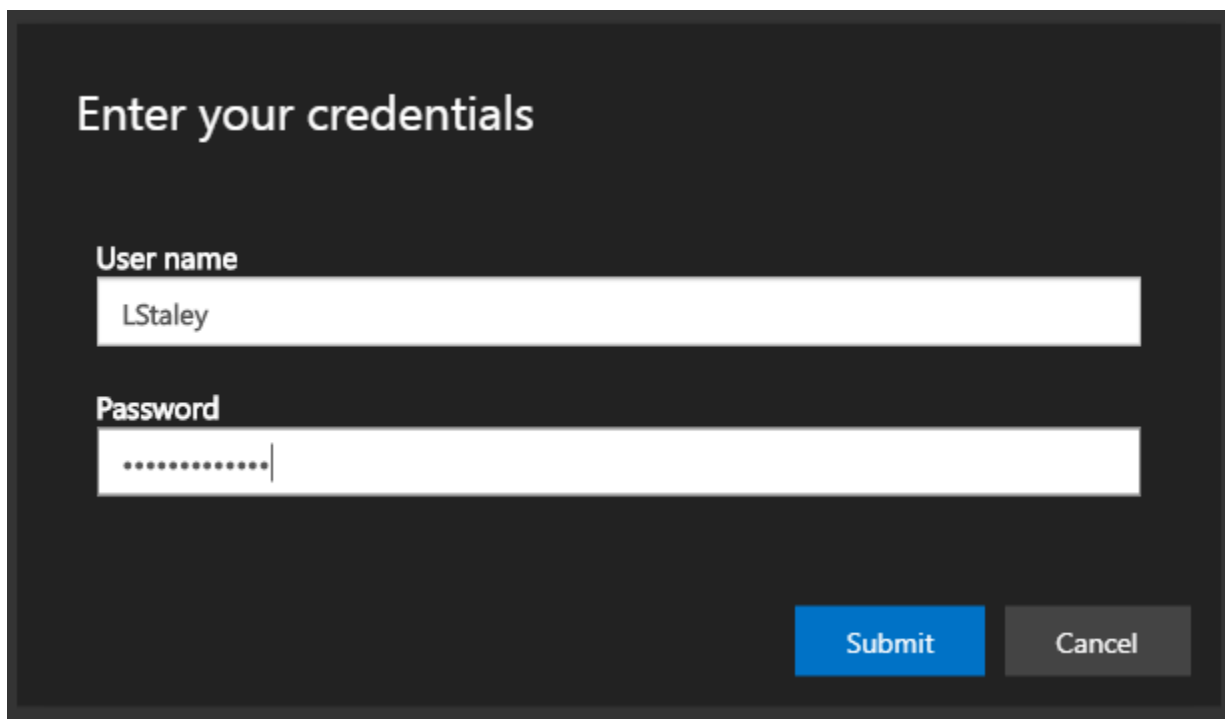 Enter your credentials
User name
LStaley
Password
•••••••••••••
Submit
Cancel